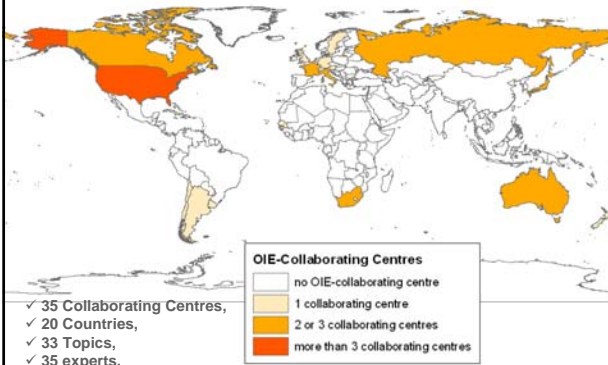 OIE-Collaborating Centres
no OIE-collaborating centre
1 collaborating centre
2 or 3 collaborating centres
more than 3 collaborating centres
✓ 35 Collaborating Centres,
✓ 20 Countries,
✓ 33 Topics,
✓ 35 experts.